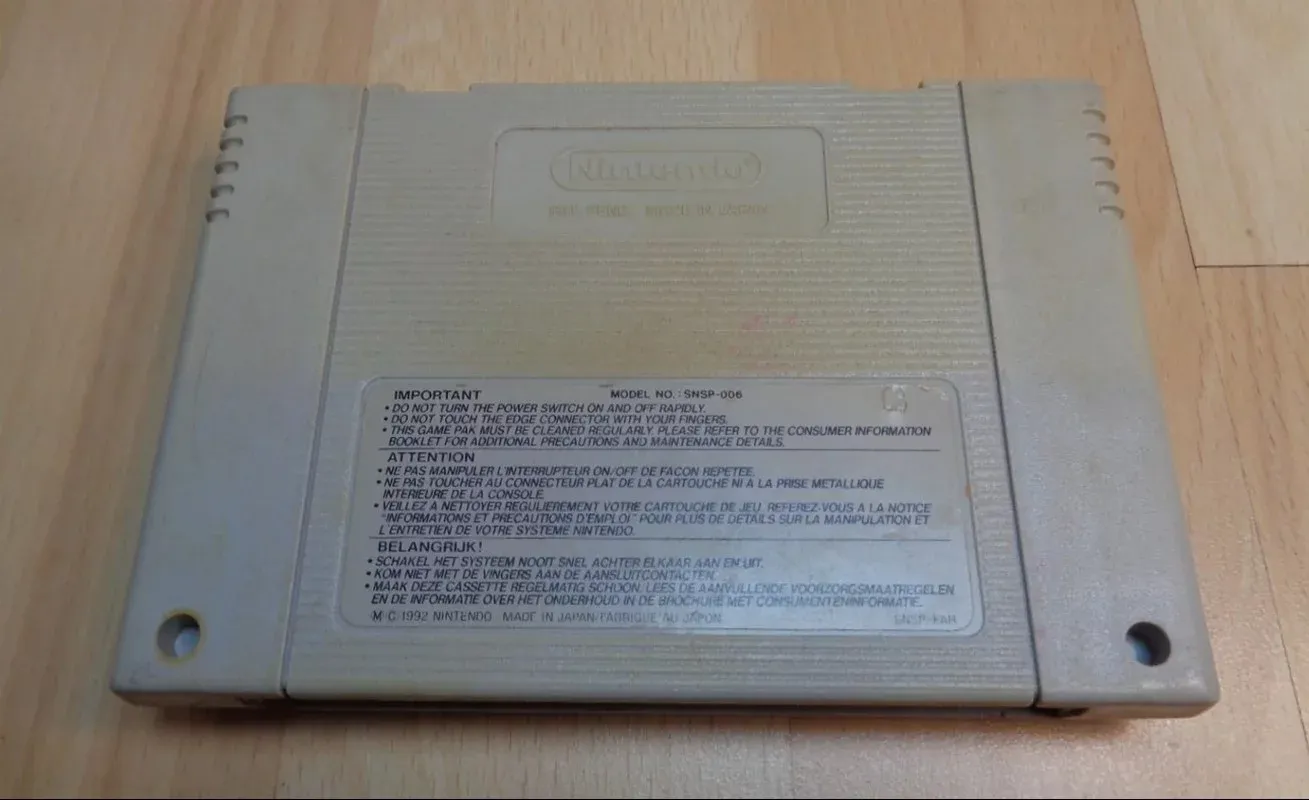 Nintendo®
IMPORTANT MODEL NO. : SNSP-006
• DO NOT TURN THE POWER SWITCH ON AND OFF RAPIDLY.
• DO NOT TOUCH THE EDGE CONNECTOR WITH YOUR FINGERS.
• THIS GAME PAK MUST BE CLEANED REGULARLY. PLEASE REFER TO THE CONSUMER INFORMATION
BOOKLET FOR ADDITIONAL PRECAUTIONS AND MAINTENANCE DETAILS.
ATTENTION
• NE PAS MANIPULER L'INTERRUPTEUR ON/OFF DE FACON REPETEE.
• NE PAS TOUCHER AU CONNECTEUR PLAT DE LA CARTOUCHE NI A LA PRISE METALLIQUE
INTERIEURE DE LA CONSOLE.
• VEILLEZ A NETTOYER REGULIEREMENT VOTRE CARTOUCHE DE JEU. REFEREZ-VOUS A LA NOTICE
"INFORMATIONS ET PRECAUTIONS D'EMPLOI" POUR PLUS DE DETAILS SUR LA MANIPULATION ET
L'ENTRETIEN DE VOTRE SYSTEME NINTENDO.
BELANGRIJK!
• SCHAKEL HET SYSTEEM NOOIT SNEL ACHTER ELKAAR AAN EN UIT.
• KOM NIET MET DE VINGERS AAN DE AANSLUITCONTACTEN.
• MAAK DEZE CASSETTE REGELMATIG SCHOON. LEES DE AANVULLENDE VOORZORGSMAATREGELEN
EN DE INFORMATIE OVER HET ONDERHOUD IN DE BROCHURE MET CONSUMENTENINFORMATIE.
© 1992 NINTENDO MADE IN JAPAN/FABRIQUE AU JAPON SNSP-FAH